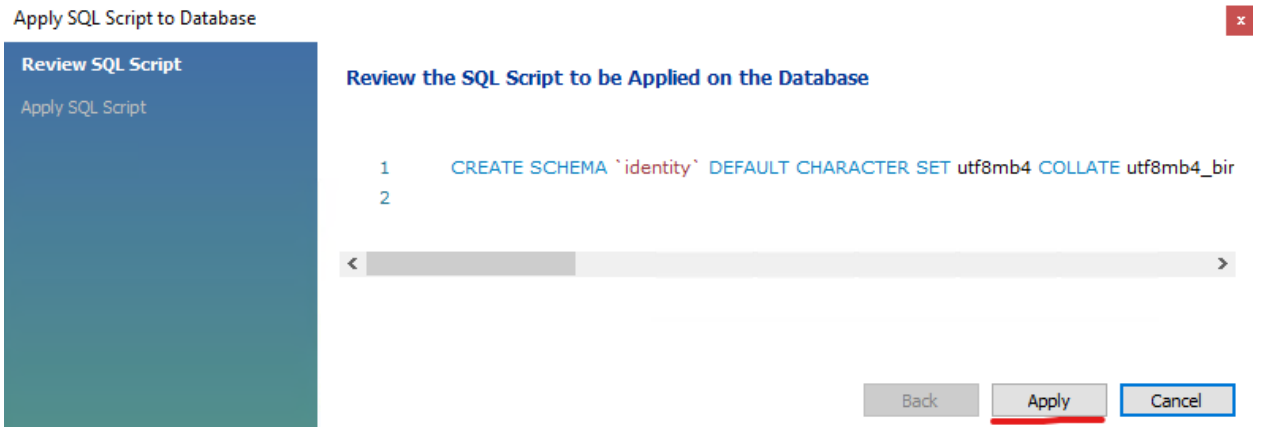 Apply SQL Script to Database
x
Review SQL Script
Apply SQL Script
Review the SQL Script to be Applied on the Database
1 CREATE SCHEMA `identity` DEFAULT CHARACTER SET utf8mb4 COLLATE utf8mb4_bir
2
Back Apply Cancel